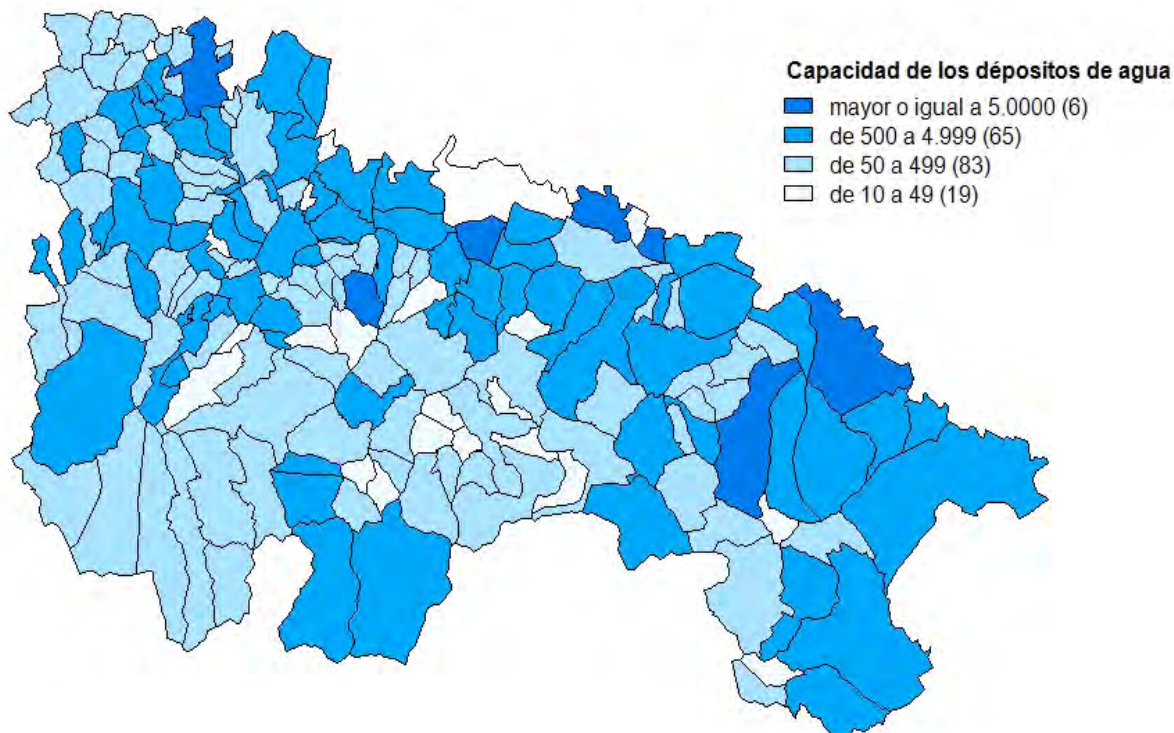 Capacidad de los dépositos de agua
mayor o igual a 5.0000 (6)
de 500 a 4.999 (65)
de 50 a 499 (83)
de 10 a 49 (19)